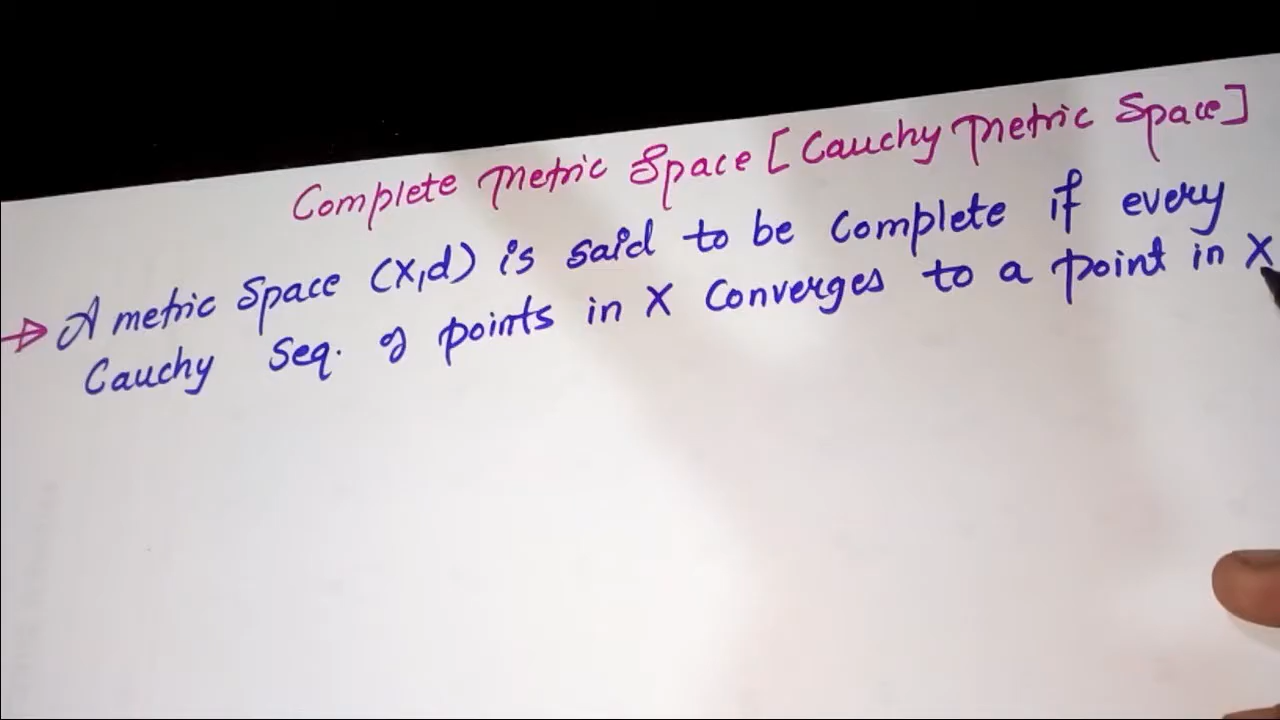 Complete Metric Space [Cauchy Metric Space]
A metric Space (X,d) is said to be Complete if every
Cauchy Seq. of points in X Converges to a point in X